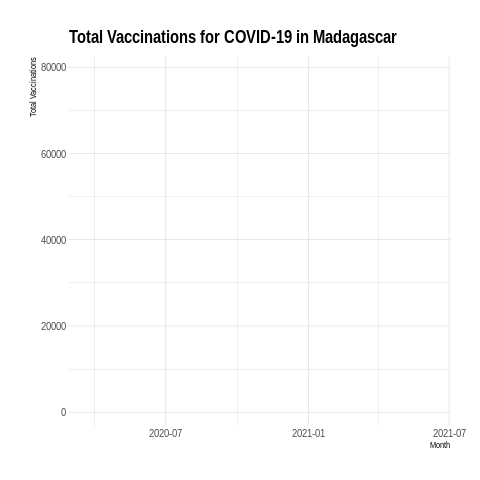 Total Vaccinations for COVID-19 in Madagascar
Total Vaccinations
80000
60000
40000
20000
0
2020-07 2021-01 2021-07
Month